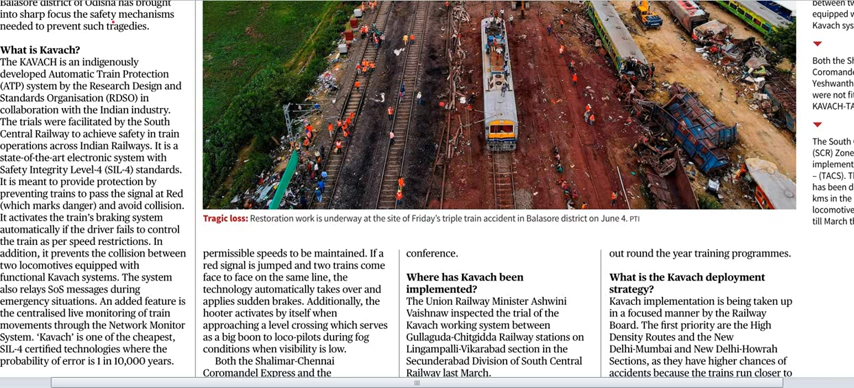 Balasore district of Odisha has brought
into sharp focus the safety mechanisms
needed to prevent such tragedies.
What is Kavach?
The KAVACH is an indigenously
developed Automatic Train Protection
(ATP) system by the Research Design and
Standards Organisation (RDSO) in
collaboration with the Indian industry.
The trials were facilitated by the South
Central Railway to achieve safety in train
operations across Indian Railways. It is a
state-of-the-art electronic system with
Safety Integrity Level-4 (SIL-4) standards.
It is meant to provide protection by
preventing trains to pass the signal at Red
(which marks danger) and avoid collision.
It activates the train's braking system
automatically if the driver fails to control
the train as per speed restrictions. In
addition, it prevents the collision between
two locomotives equipped with
functional Kavach systems. The system
also relays SoS messages during
emergency situations. An added feature is
the centralised live monitoring of train
movements through the Network Monitor
System. 'Kavach' is one of the cheapest,
SIL-4 certified technologies where the
probability of error is 1 in 10,000 years.
Tragic loss: Restoration work is underway at the site of Friday's triple train accident in Balasore district on June 4. PTI
permissible speeds to be maintained. If a
red signal is jumped and two trains come
face to face on the same line, the
technology automatically takes over and
applies sudden brakes. Additionally, the
hooter activates by itself when
approaching a level crossing which serves
as a big boon to loco-pilots during fog
conditions when visibility is low.
Both the Shalimar-Chennai
Coromandel Express and the
conference.
Where has Kavach been
implemented?
The Union Railway Minister Ashwini
Vaishnaw inspected the trial of the
Kavach working system between
Gullaguda-Chitgidda Railway stations on
Lingampalli-Vikarabad section in the
Secunderabad Division of South Central
Railway last March.
out round the year training programmes.
What is the Kavach deployment
strategy?
Kavach implementation is being taken up
in a focused manner by the Railway
Board. The first priority are the High
Density Routes and the New
Delhi-Mumbai and New Delhi-Howrah
Sections, as they have higher chances of
accidents because the trains run closer to
between tw
equipped w
Kavach sys
Both the Sh
Coromande
Yeshwanth
were not fi
KAVACH-TA
The South C
(SCR) Zone
implement
– (TACS). Th
has been d
kms in the
locomotive
till March t